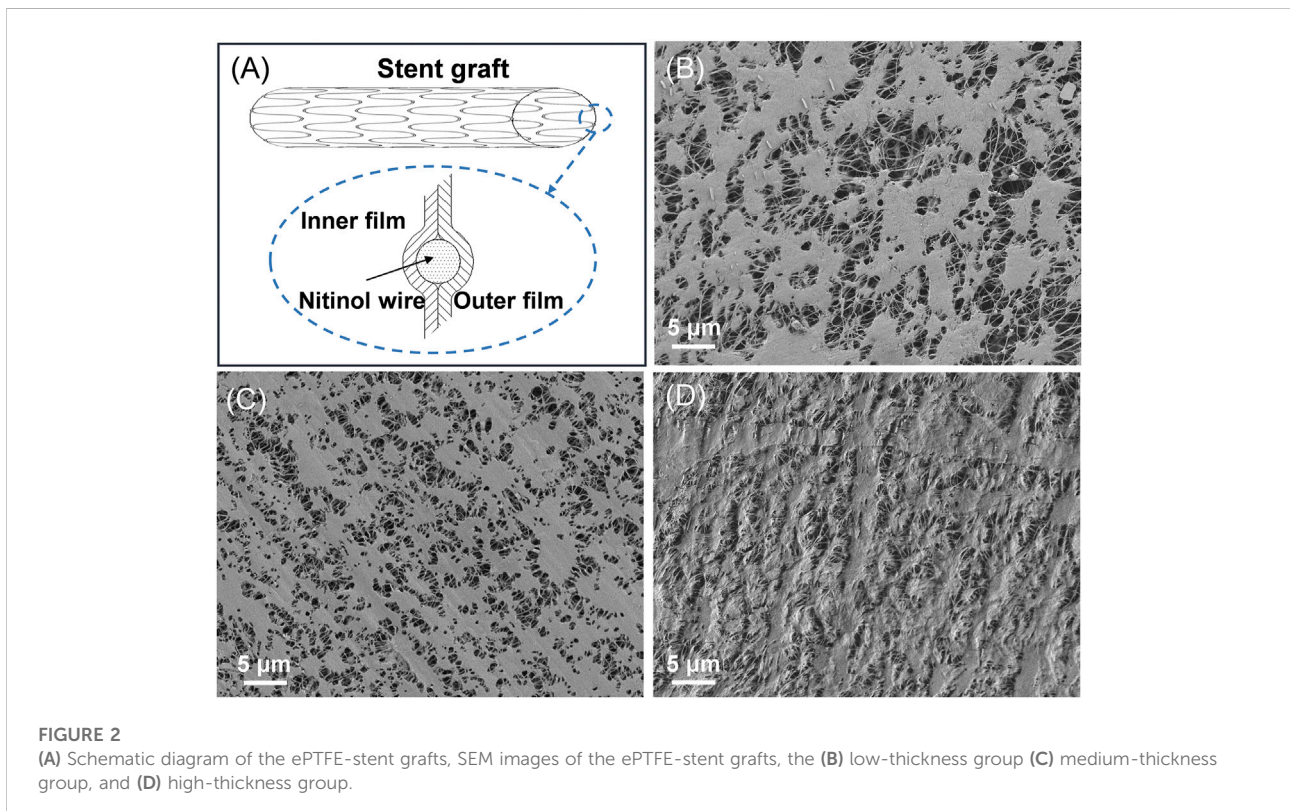 (A)
Stent graft
Inner film
Nitinol wire
Outer film
(B)
5 µm
(C)
5 µm
(D)
5 µm
FIGURE 2
(A) Schematic diagram of the ePTFE-stent grafts, SEM images of the ePTFE-stent grafts, the (B) low-thickness group (C) medium-thickness
group, and (D) high-thickness group.